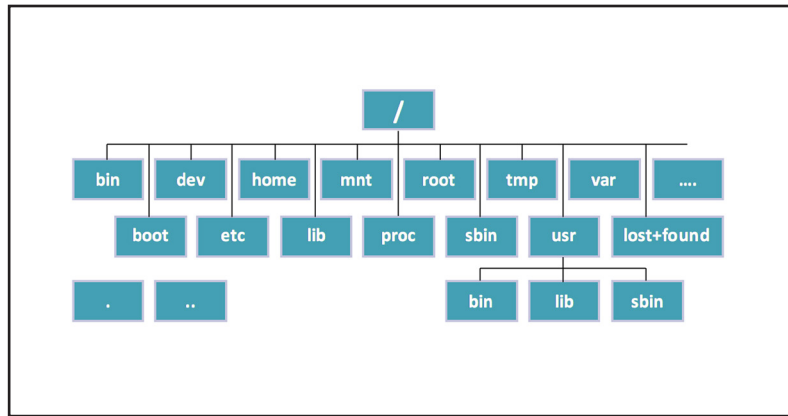 /
bin dev home mnt root tmp var ....
boot etc lib proc sbin usr lost+found
. .. bin lib sbin